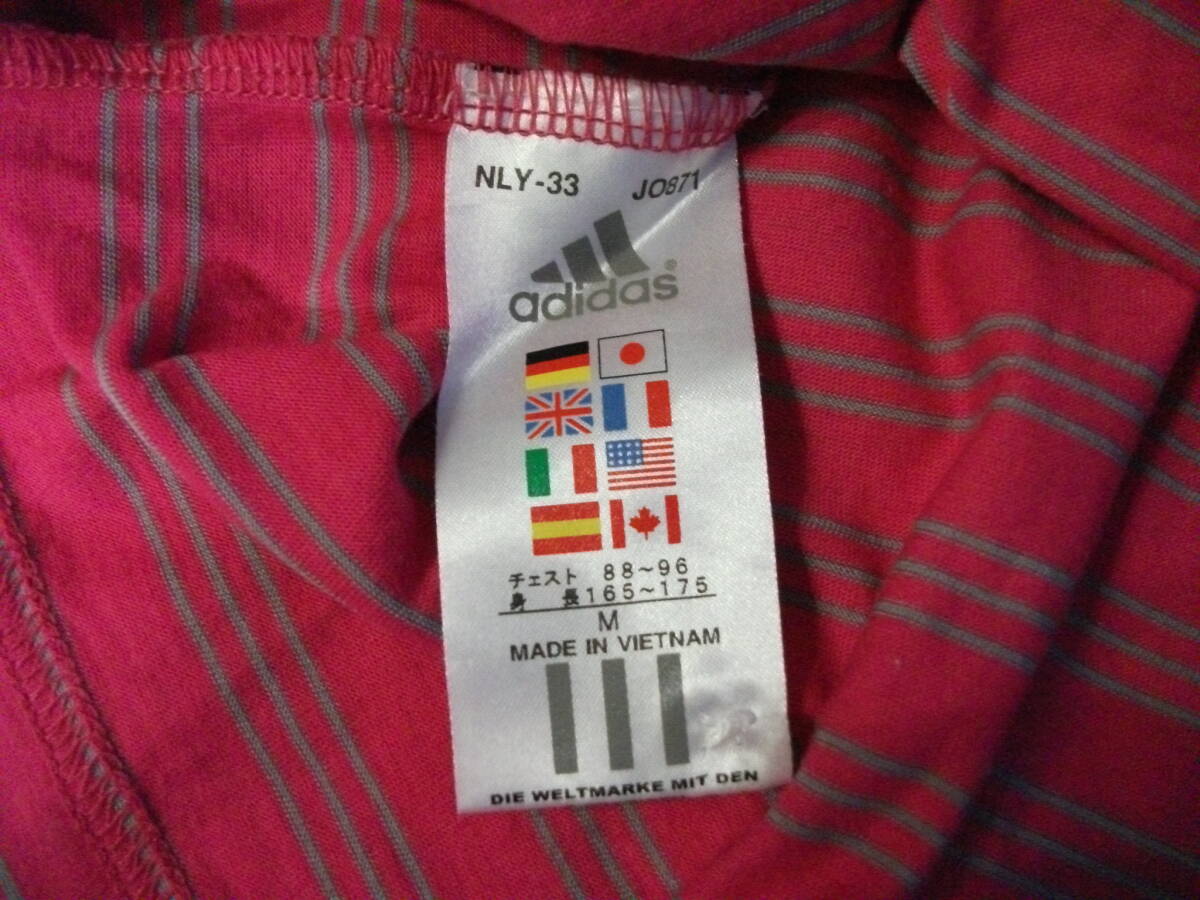 NLY-33 JO871
adidas®
チェスト 88~96
身 長165~175
M
MADE IN VIETNAM
DIE WELTMARKE MIT DEN